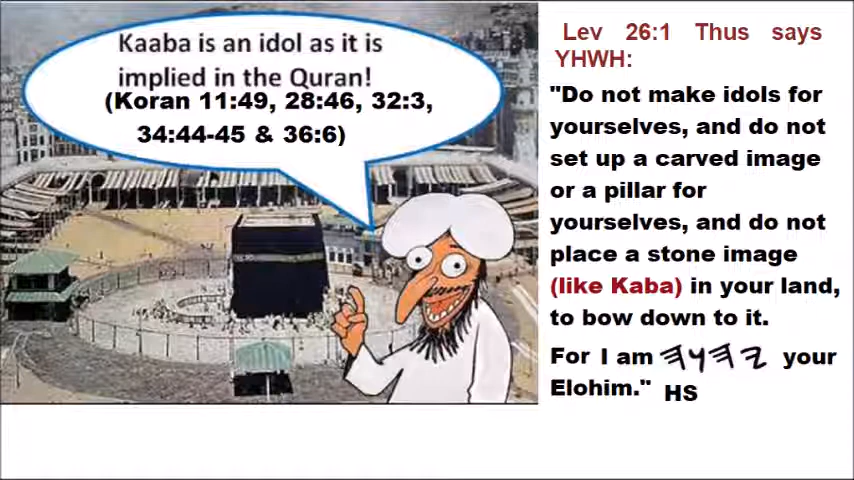 Kaaba is an idol as it is
implied in the Quran!
(Koran 11:49, 28:46, 32:3,
34:44-45 & 36:6)
Lev 26:1 Thus says
YHWH:
"Do not make idols for
yourselves, and do not
set up a carved image
or a pillar for
yourselves, and do not
place a stone image
(like Kaba) in your land,
to bow down to it.
For I am 𐤄𐤅𐤄𐤉 your
Elohim." HS